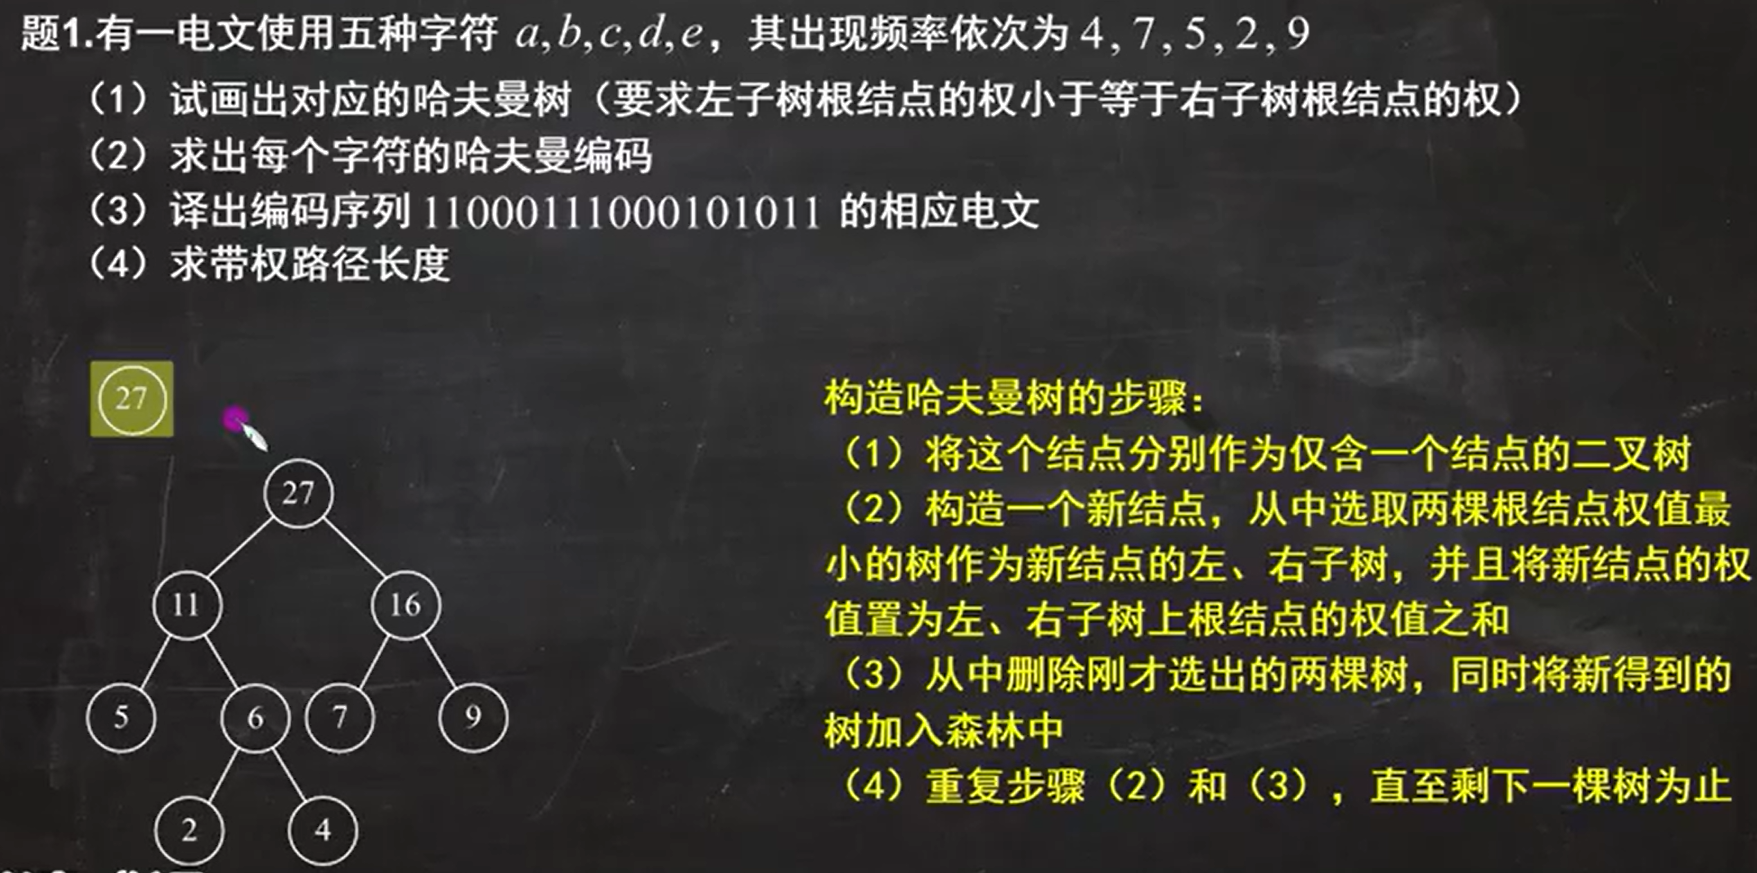 题1.有一电文使用五种字符 a,b,c,d,e，其出现频率依次为 4,7,5,2,9
（1）试画出对应的哈夫曼树（要求左子树根结点的权小于等于右子树根结点的权）
（2）求出每个字符的哈夫曼编码
（3）译出编码序列 11000111000101011 的相应电文
（4）求带权路径长度
27
27
11 16
5 6 7 9
2 4
构造哈夫曼树的步骤：
（1）将这个结点分别作为仅含一个结点的二叉树
（2）构造一个新结点，从中选取两棵根结点权值最
小的树作为新结点的左、右子树，并且将新结点的权
值置为左、右子树上根结点的权值之和
（3）从中删除刚才选出的两棵树，同时将新得到的
树加入森林中
（4）重复步骤（2）和（3），直至剩下一棵树为止